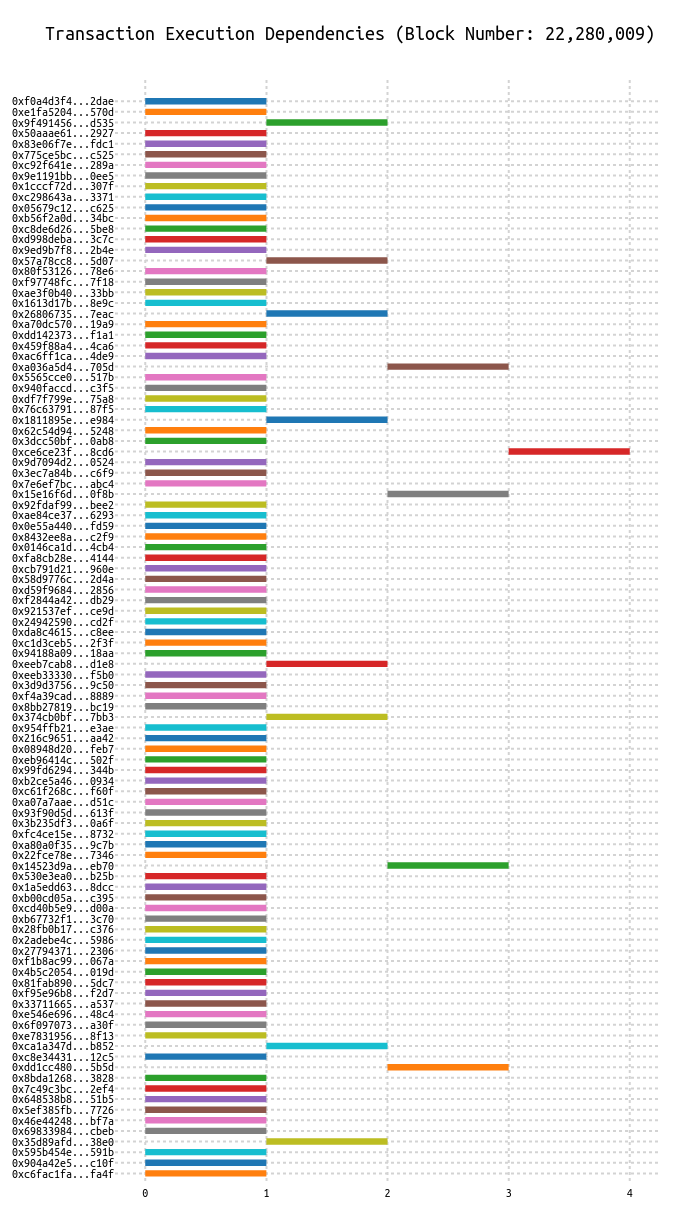 Transaction Execution Dependencies (Block Number: 22,280,009)
0xf0a4d3f4...2dae
0xe1fa5204...570d
0x9f491456...d535
0x50aaae61...2927
0x83e06f7e...fdc1
0x775ce5bc...c525
0xc92f641e...289a
0x9e1191bb...0ee5
0x1cccf72d...307f
0xc298643a...3371
0x05679c12...c625
0xb56f2a0d...34bc
0xc8de6d26...5be8
0xd998deba...3c7c
0x9ed9b7f8...2b4e
0x57a78cc8...5d07
0x80f53126...78e6
0xf97748fc...7f18
0xae3f0b40...33bb
0x1613d17b...8e9c
0x26806735...7eac
0xa70dc570...19a9
0xdd142373...f1a1
0x459f88a4...4ca6
0xac6ff1ca...4de9
0xa036a5d4...705d
0x5565cce0...517b
0x940faccd...c3f5
0xdf7f799e...75a8
0x76c63791...87f5
0x1811895e...e984
0x62c54d94...5248
0x3dcc50bf...0ab8
0xce6ce23f...8cd6
0x9d7094d2...0524
0x3ec7a84b...c6f9
0x7e6ef7bc...abc4
0x15e16f6d...0f8b
0x92fdaf99...bee2
0xae84ce37...6293
0x0e55a440...fd59
0x8432ee8a...c2f9
0x0146ca1d...4cb4
0xfa8cb28e...4144
0xcb791d21...960e
0x58d9776c...2d4a
0xd59f9684...2856
0xf2844a42...db29
0x921537ef...ce9d
0x24942590...cd2f
0xda8c4615...c8ee
0xc1d3ceb5...2f3f
0x94188a09...18aa
0xeeb7cab8...d1e8
0xeeb33330...f5b0
0x3d9d3756...9c50
0xf4a39cad...8889
0x8bb27819...bc19
0x374cb0bf...7bb3
0x954ffb21...e3ae
0x216c9651...aa42
0x08948d20...feb7
0xeb96414c...502f
0x99fd6294...344b
0xb2ce5a46...0934
0xc61f268c...f60f
0xa07a7aae...d51c
0x93f90d5d...613f
0x3b235df3...0a6f
0xfc4ce15e...8732
0xa80a0f35...9c7b
0x22fce78e...7346
0x14523d9a...eb70
0x530e3ea0...b25b
0x1a5edd63...8dcc
0xb00cd05a...c395
0xcd40b5e9...d00a
0xb67732f1...3c70
0x28fb0b17...c376
0x2adebe4c...5986
0x27794371...2306
0xf1b8ac99...067a
0x4b5c2054...019d
0x81fab890...5dc7
0xf95e96b8...f2d7
0x33711665...a537
0xe546e696...48c4
0x6f097073...a30f
0xe7831956...8f13
0xca1a347d...b852
0xc8e34431...12c5
0xdd1cc480...5b5d
0x8bda1268...3828
0x7c49c3bc...2ef4
0x648538b8...51b5
0x5ef385fb...7726
0x46e44248...bf7a
0x69833984...cbeb
0x35d89afd...38e0
0x595b454e...591b
0x904a42e5...c10f
0xc6fac1fa...fa4f
0 1 2 3 4